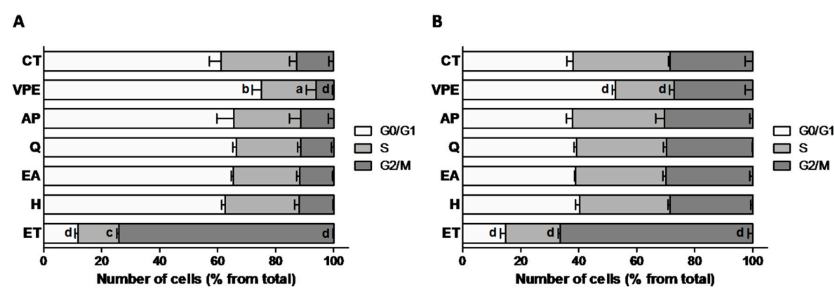 A
CT
VPE b a d
AP
Q
EA
H
ET d c d
0 20 40 60 80 100
Number of cells (% from total)
G0/G1
S
G2/M
B
CT
VPE d d
AP
Q
EA
H
ET d d d
0 20 40 60 80 100
Number of cells (% from total)
G0/G1
S
G2/M